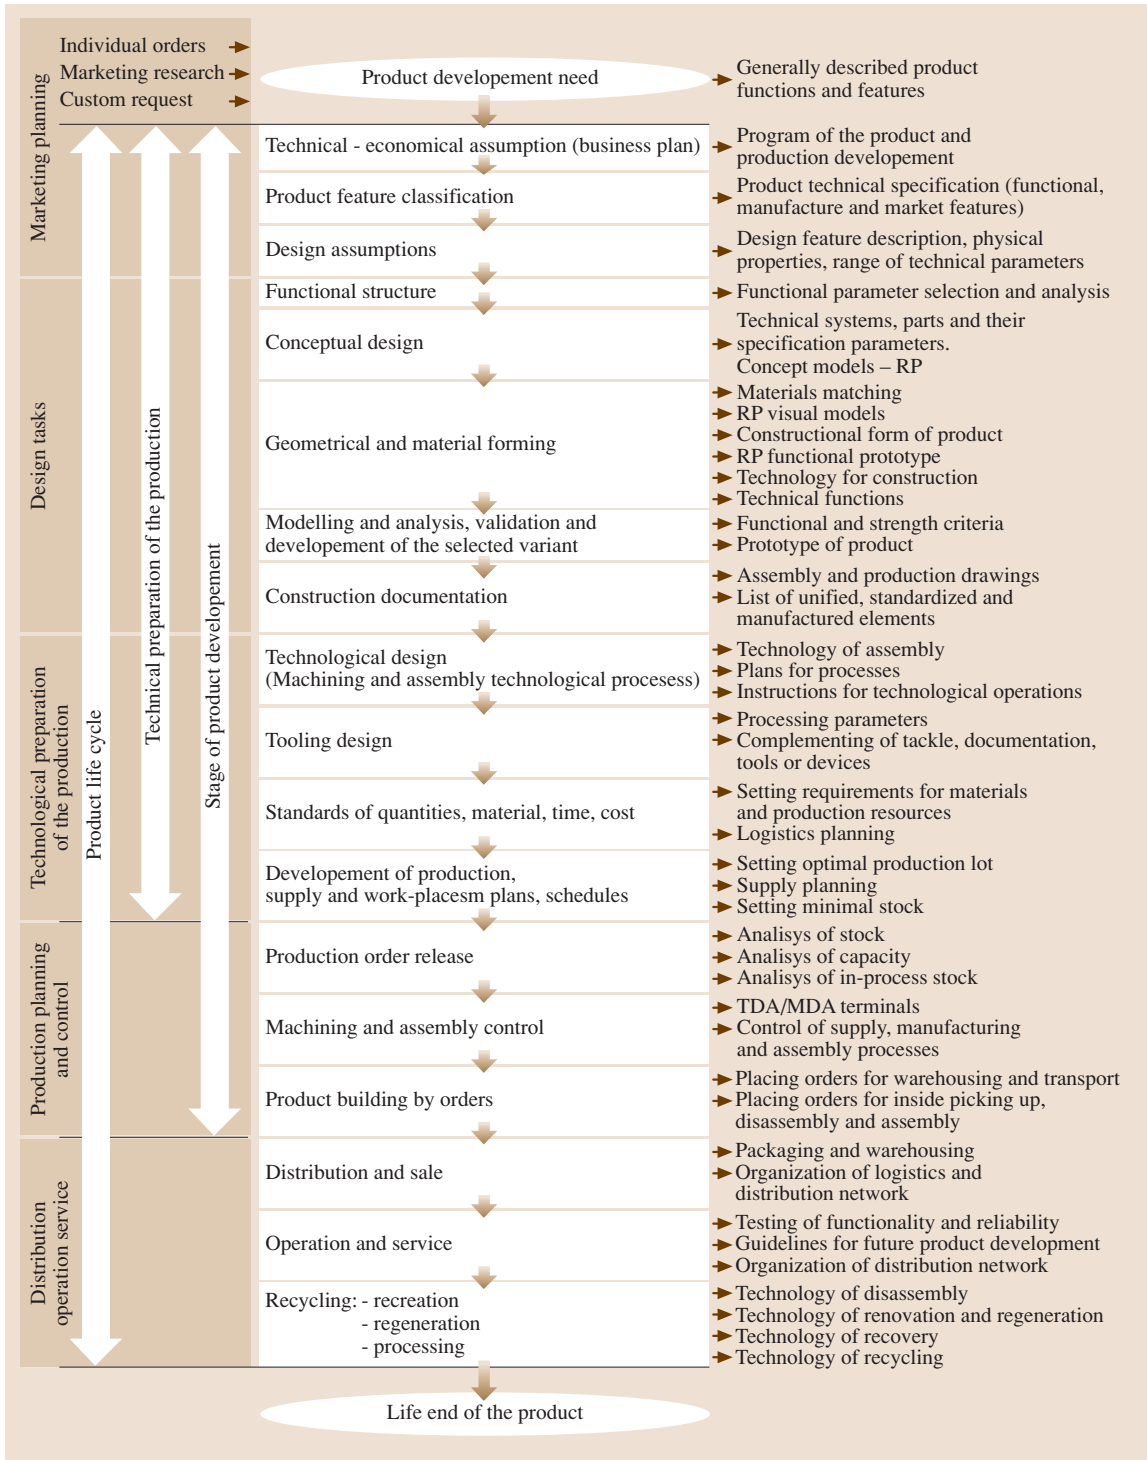 Individual orders
Marketing research
Custom request
Product developement need
Generally described product
functions and features
Marketing planning
Technical - economical assumption (business plan)
Program of the product and
production developement
Product feature classification
Product technical specification (functional,
manufacture and market features)
Design assumptions
Design feature description, physical
properties, range of technical parameters
Design tasks
Functional structure
Functional parameter selection and analysis
Conceptual design
Technical systems, parts and their
specification parameters.
Concept models – RP
Geometrical and material forming
Materials matching
RP visual models
Constructional form of product
RP functional prototype
Technology for construction
Technical functions
Modelling and analysis, validation and
developement of the selected variant
Functional and strength criteria
Prototype of product
Construction documentation
Assembly and production drawings
List of unified, standardized and
manufactured elements
Product life cycle
Technical preparation of the production
Stage of product developement
Technological preparation
of the production
Technological design
(Machining and assembly technological procesess)
Technology of assembly
Plans for processes
Instructions for technological operations
Tooling design
Processing parameters
Complementing of tackle, documentation,
tools or devices
Standards of quantities, material, time, cost
Setting requirements for materials
and production resources
Logistics planning
Developement of production,
supply and work-placesm plans, schedules
Setting optimal production lot
Supply planning
Setting minimal stock
Production planning
and control
Production order release
Analisys of stock
Analisys of capacity
Analisys of in-process stock
Machining and assembly control
TDA/MDA terminals
Control of supply, manufacturing
and assembly processes
Product building by orders
Placing orders for warehousing and transport
Placing orders for inside picking up,
disassembly and assembly
Distribution
operation service
Distribution and sale
Packaging and warehousing
Organization of logistics and
distribution network
Operation and service
Testing of functionality and reliability
Guidelines for future product development
Organization of distribution network
Recycling: - recreation
- regeneration
- processing
Technology of disassembly
Technology of renovation and regeneration
Technology of recovery
Technology of recycling
Life end of the product